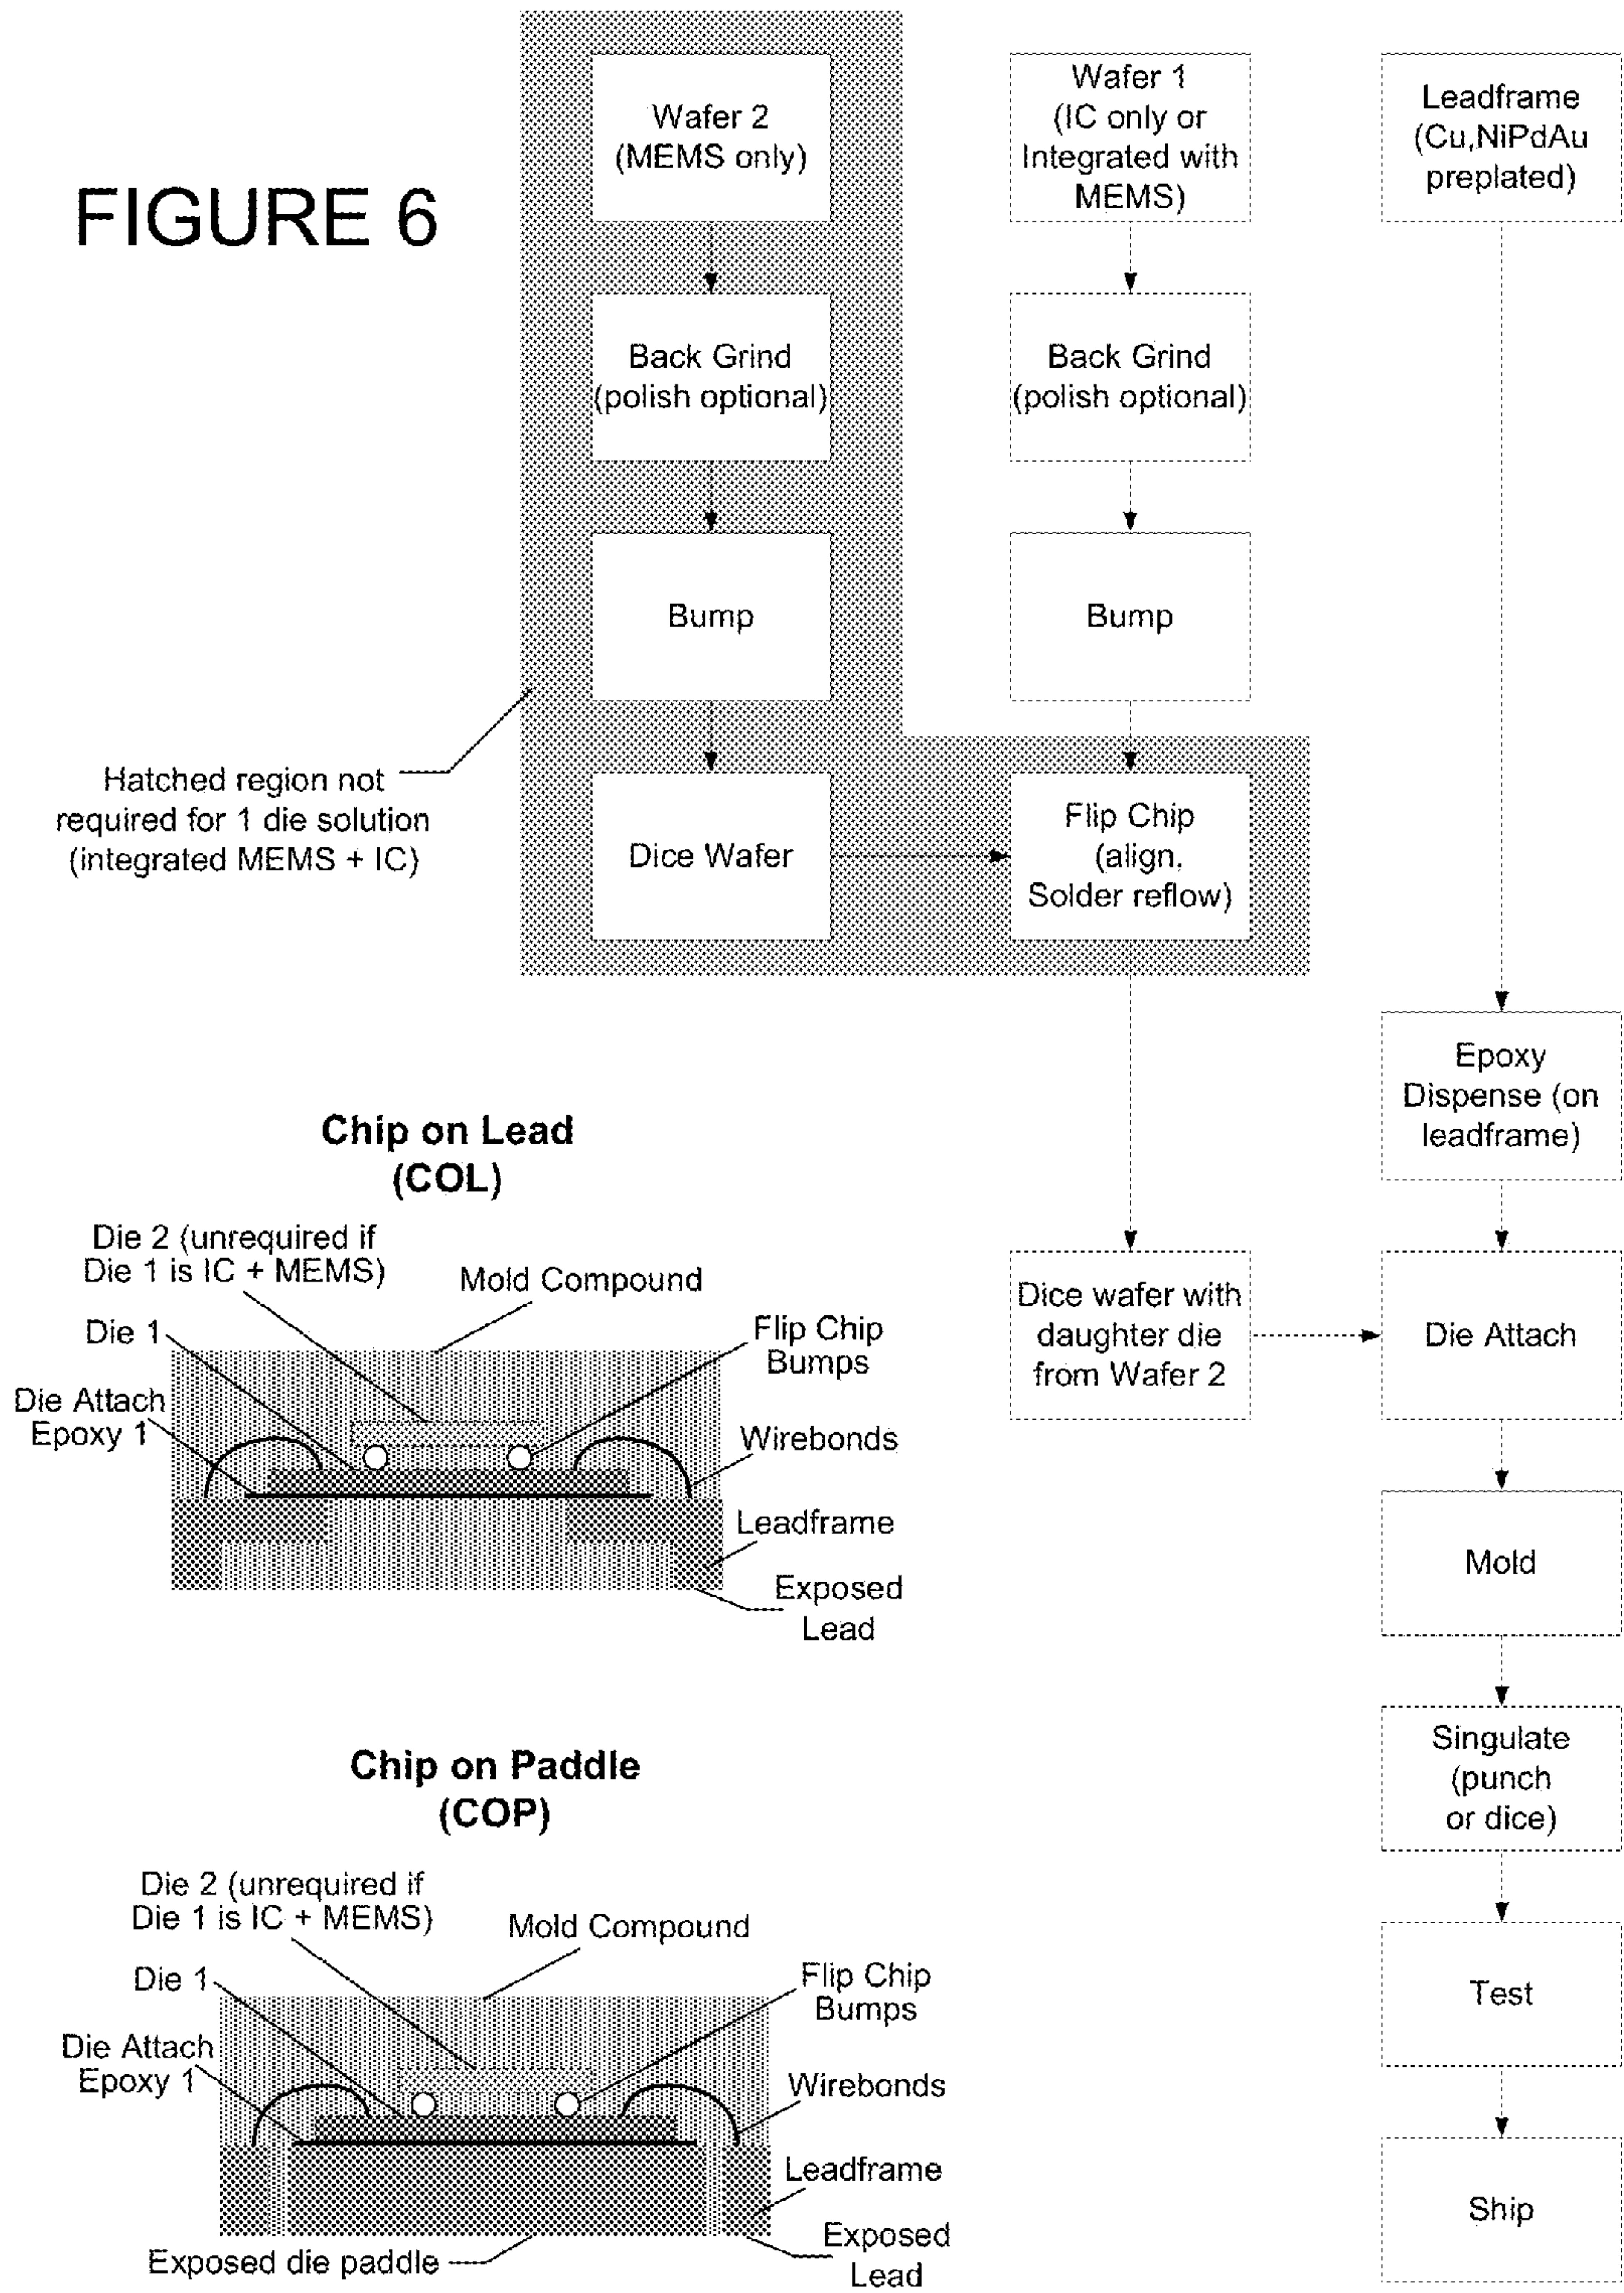 FIGURE 6
Wafer 2
(MEMS only)
Back Grind
(polish optional)
Bump
Dice Wafer
Hatched region not
required for 1 die solution
(integrated MEMS + IC)
Wafer 1
(IC only or
Integrated with
MEMS)
Back Grind
(polish optional)
Bump
Flip Chip
(align.
Solder reflow)
Dice wafer with
daughter die
from Wafer 2
Leadframe
(Cu,NiPdAu
preplated)
Epoxy
Dispense (on
leadframe)
Die Attach
Mold
Singulate
(punch
or dice)
Test
Ship
Chip on Lead
(COL)
Die 2 (unrequired if
Die 1 is IC + MEMS)
Mold Compound
Die 1
Flip Chip
Bumps
Die Attach
Epoxy 1
Wirebonds
Leadframe
Exposed
Lead
Chip on Paddle
(COP)
Die 2 (unrequired if
Die 1 is IC + MEMS)
Mold Compound
Die 1
Flip Chip
Bumps
Die Attach
Epoxy 1
Wirebonds
Leadframe
Exposed die paddle
Exposed
Lead